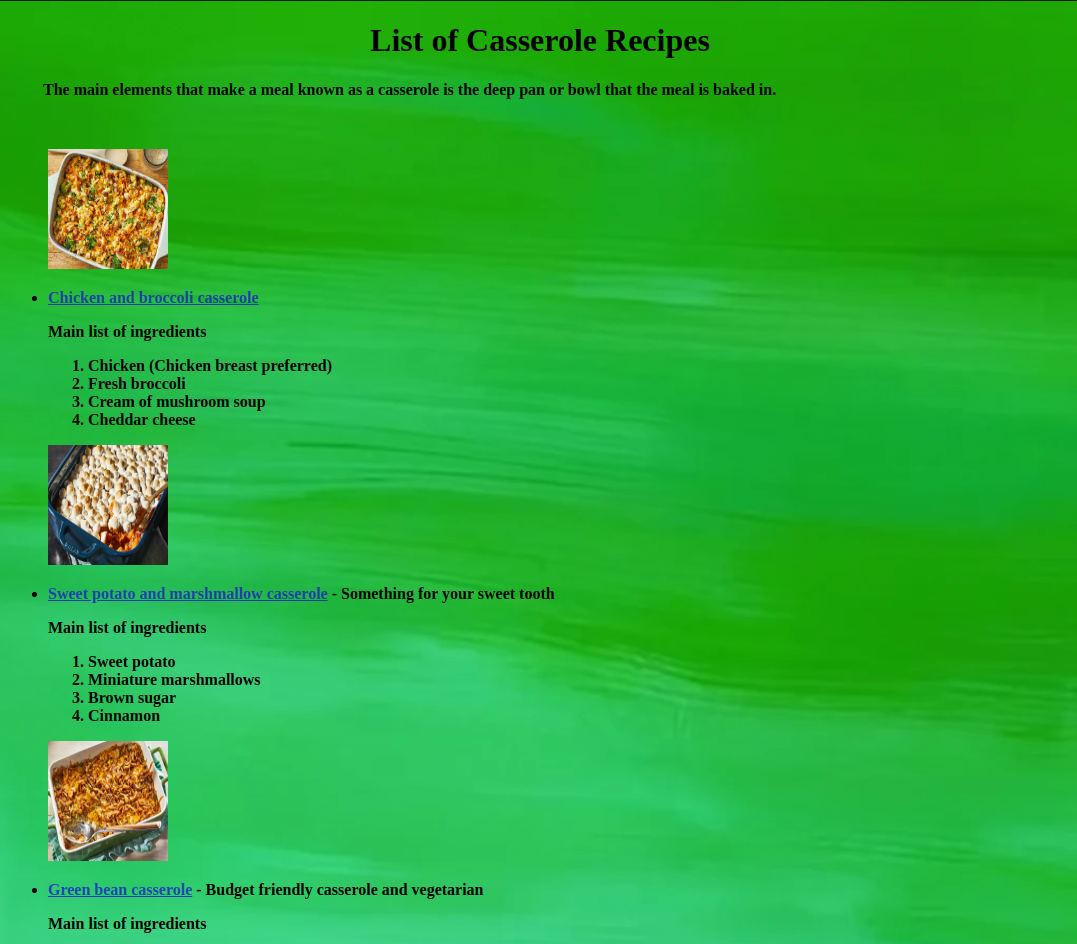 List of Casserole Recipes
The main elements that make a meal known as a casserole is the deep pan or bowl that the meal is baked in.
• Chicken and broccoli casserole
Main list of ingredients
1. Chicken (Chicken breast preferred)
2. Fresh broccoli
3. Cream of mushroom soup
4. Cheddar cheese
• Sweet potato and marshmallow casserole - Something for your sweet tooth
Main list of ingredients
1. Sweet potato
2. Miniature marshmallows
3. Brown sugar
4. Cinnamon
• Green bean casserole - Budget friendly casserole and vegetarian
Main list of ingredients